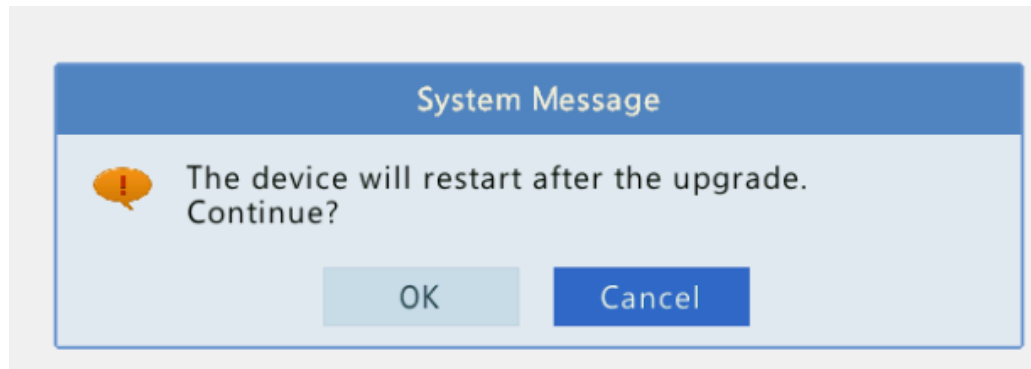 System Message
The device will restart after the upgrade.
Continue?
OK
Cancel